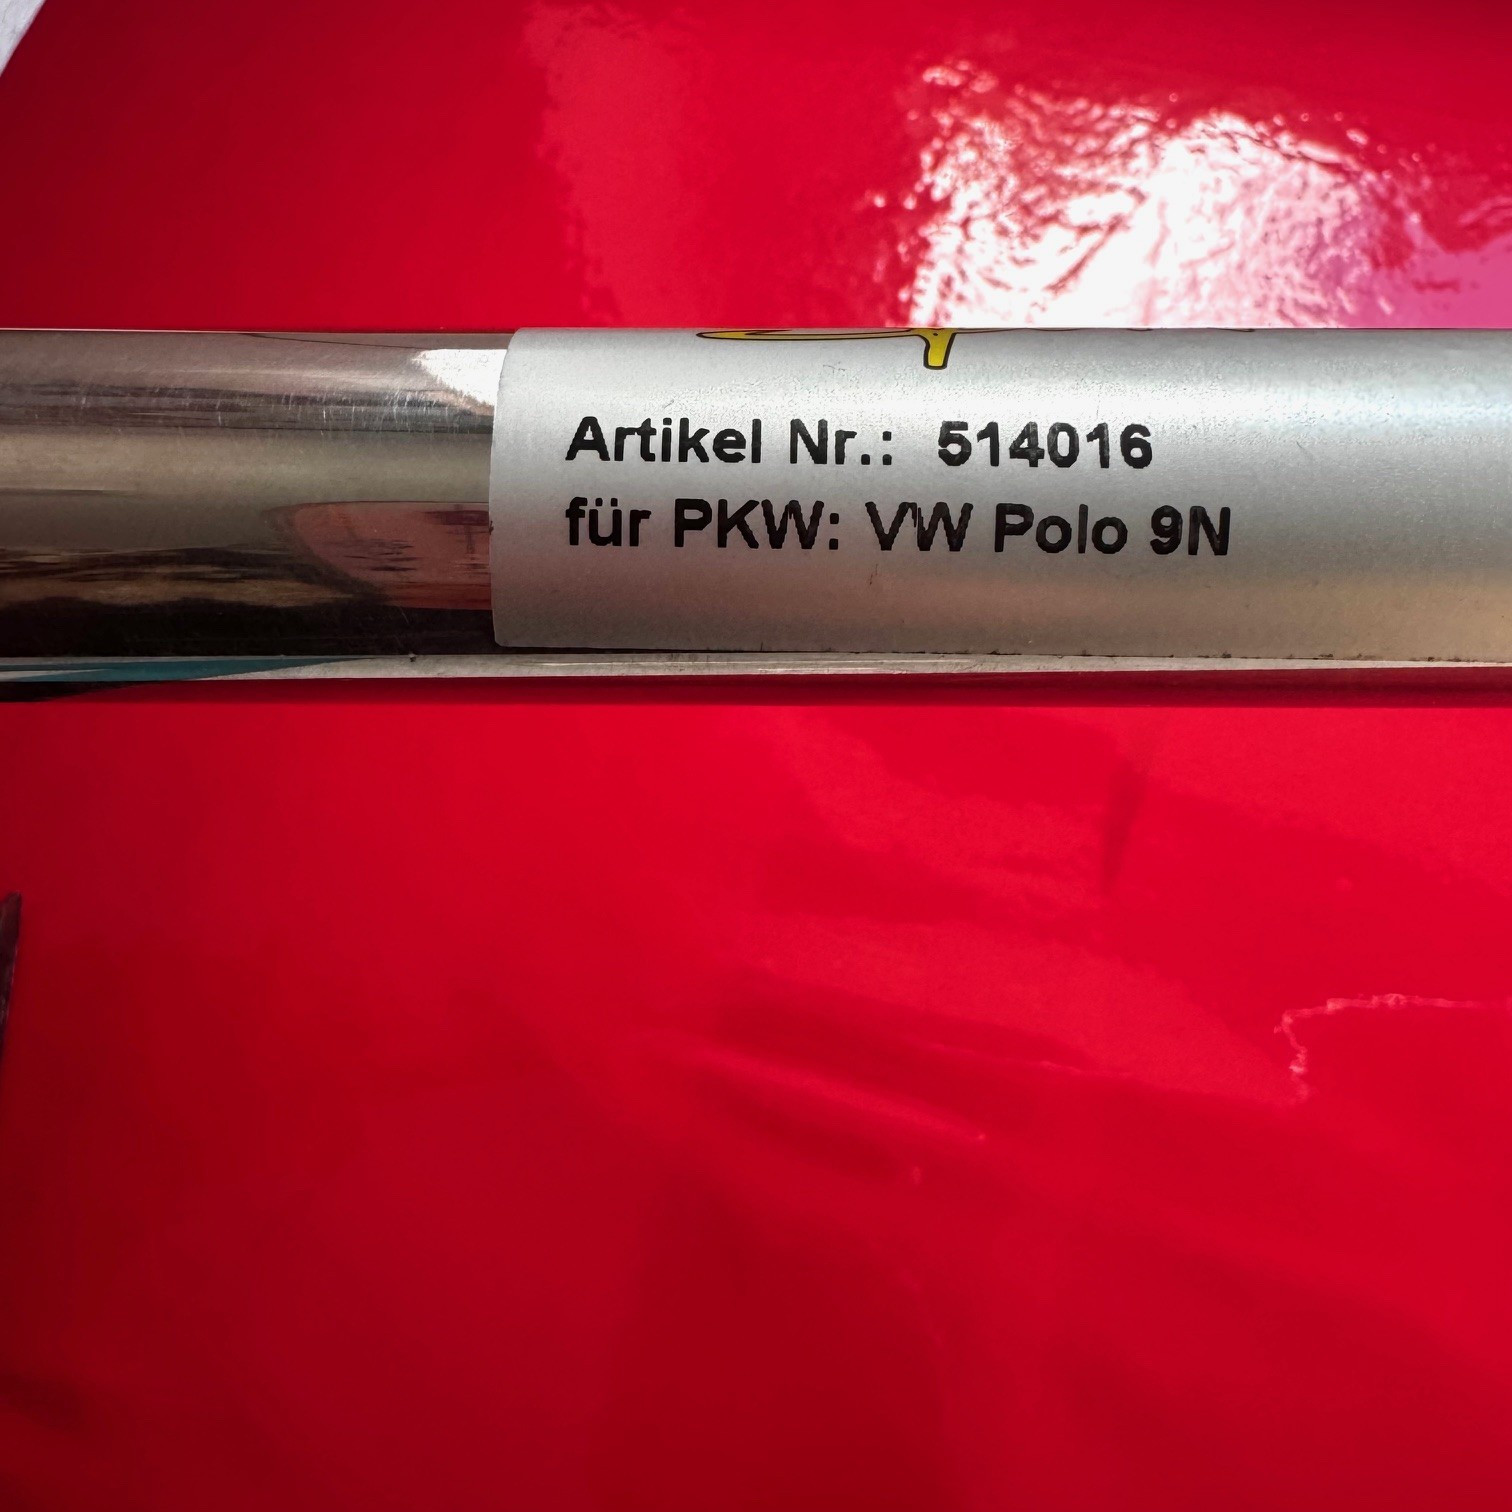 Artikel Nr.: 514016
für PKW: VW Polo 9N